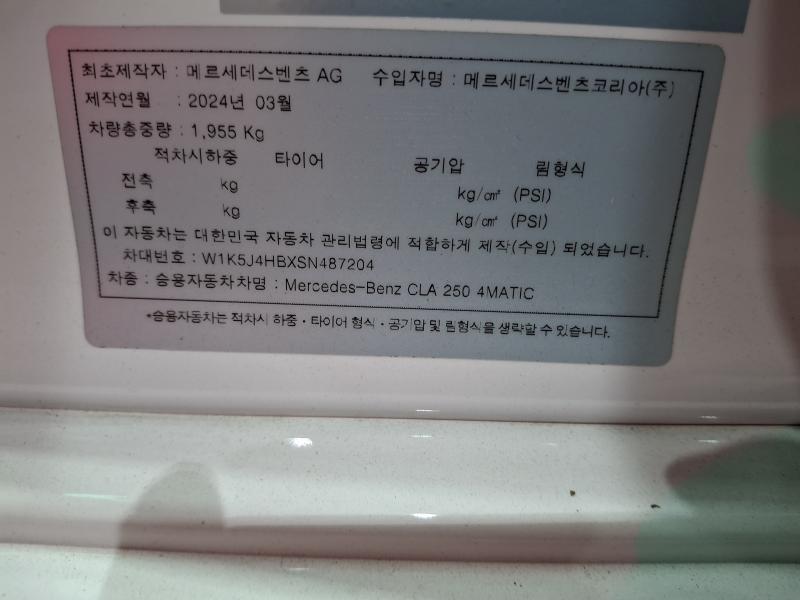 최초제작자 : 메르세데스벤츠 AG 수입자명 : 메르세데스벤츠코리아(주)
제작연월 : 2024년 03월
차량총중량 : 1,955 Kg
적차시하중 타이어 공기압 림형식
전축 kg kg/㎠ (PSI)
후축 kg kg/㎠ (PSI)
이 자동차는 대한민국 자동차 관리법령에 적합하게 제작(수입) 되었습니다.
차대번호 : W1K5J4HBXSN487204
차종 : 승용자동차차명 : Mercedes-Benz CLA 250 4MATIC
*승용자동차는 적차시 하중·타이어 형식·공기압 및 림형식을 생략할 수 있습니다.